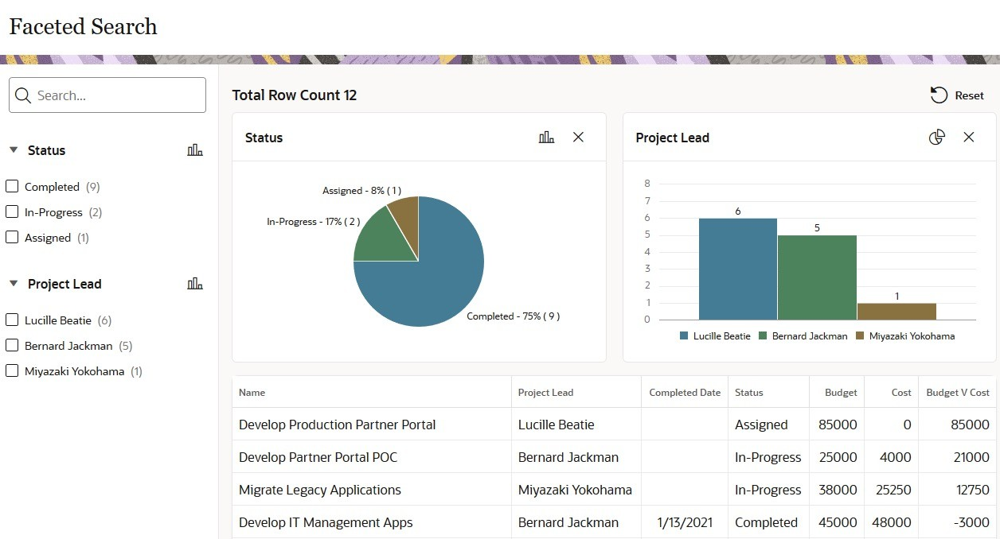 Faceted Search
Search...
Status
Completed (9)
In-Progress (2)
Assigned (1)
Project Lead
Lucille Beatie (6)
Bernard Jackman (5)
Miyazaki Yokohama (1)
Total Row Count 12
Reset
Status
Assigned - 8% ( 1 )
In-Progress - 17% ( 2 )
Completed - 75% ( 9 )
Project Lead
8
7
6
5
4
3
2
1
0
6
5
1
Lucille Beatie Bernard Jackman Miyazaki Yokohama
Name Project Lead Completed Date Status Budget Cost Budget V Cost
Develop Production Partner Portal Lucille Beatie Assigned 85000 0 85000
Develop Partner Portal POC Bernard Jackman In-Progress 25000 4000 21000
Migrate Legacy Applications Miyazaki Yokohama In-Progress 38000 25250 12750
Develop IT Management Apps Bernard Jackman 1/13/2021 Completed 45000 48000 -3000